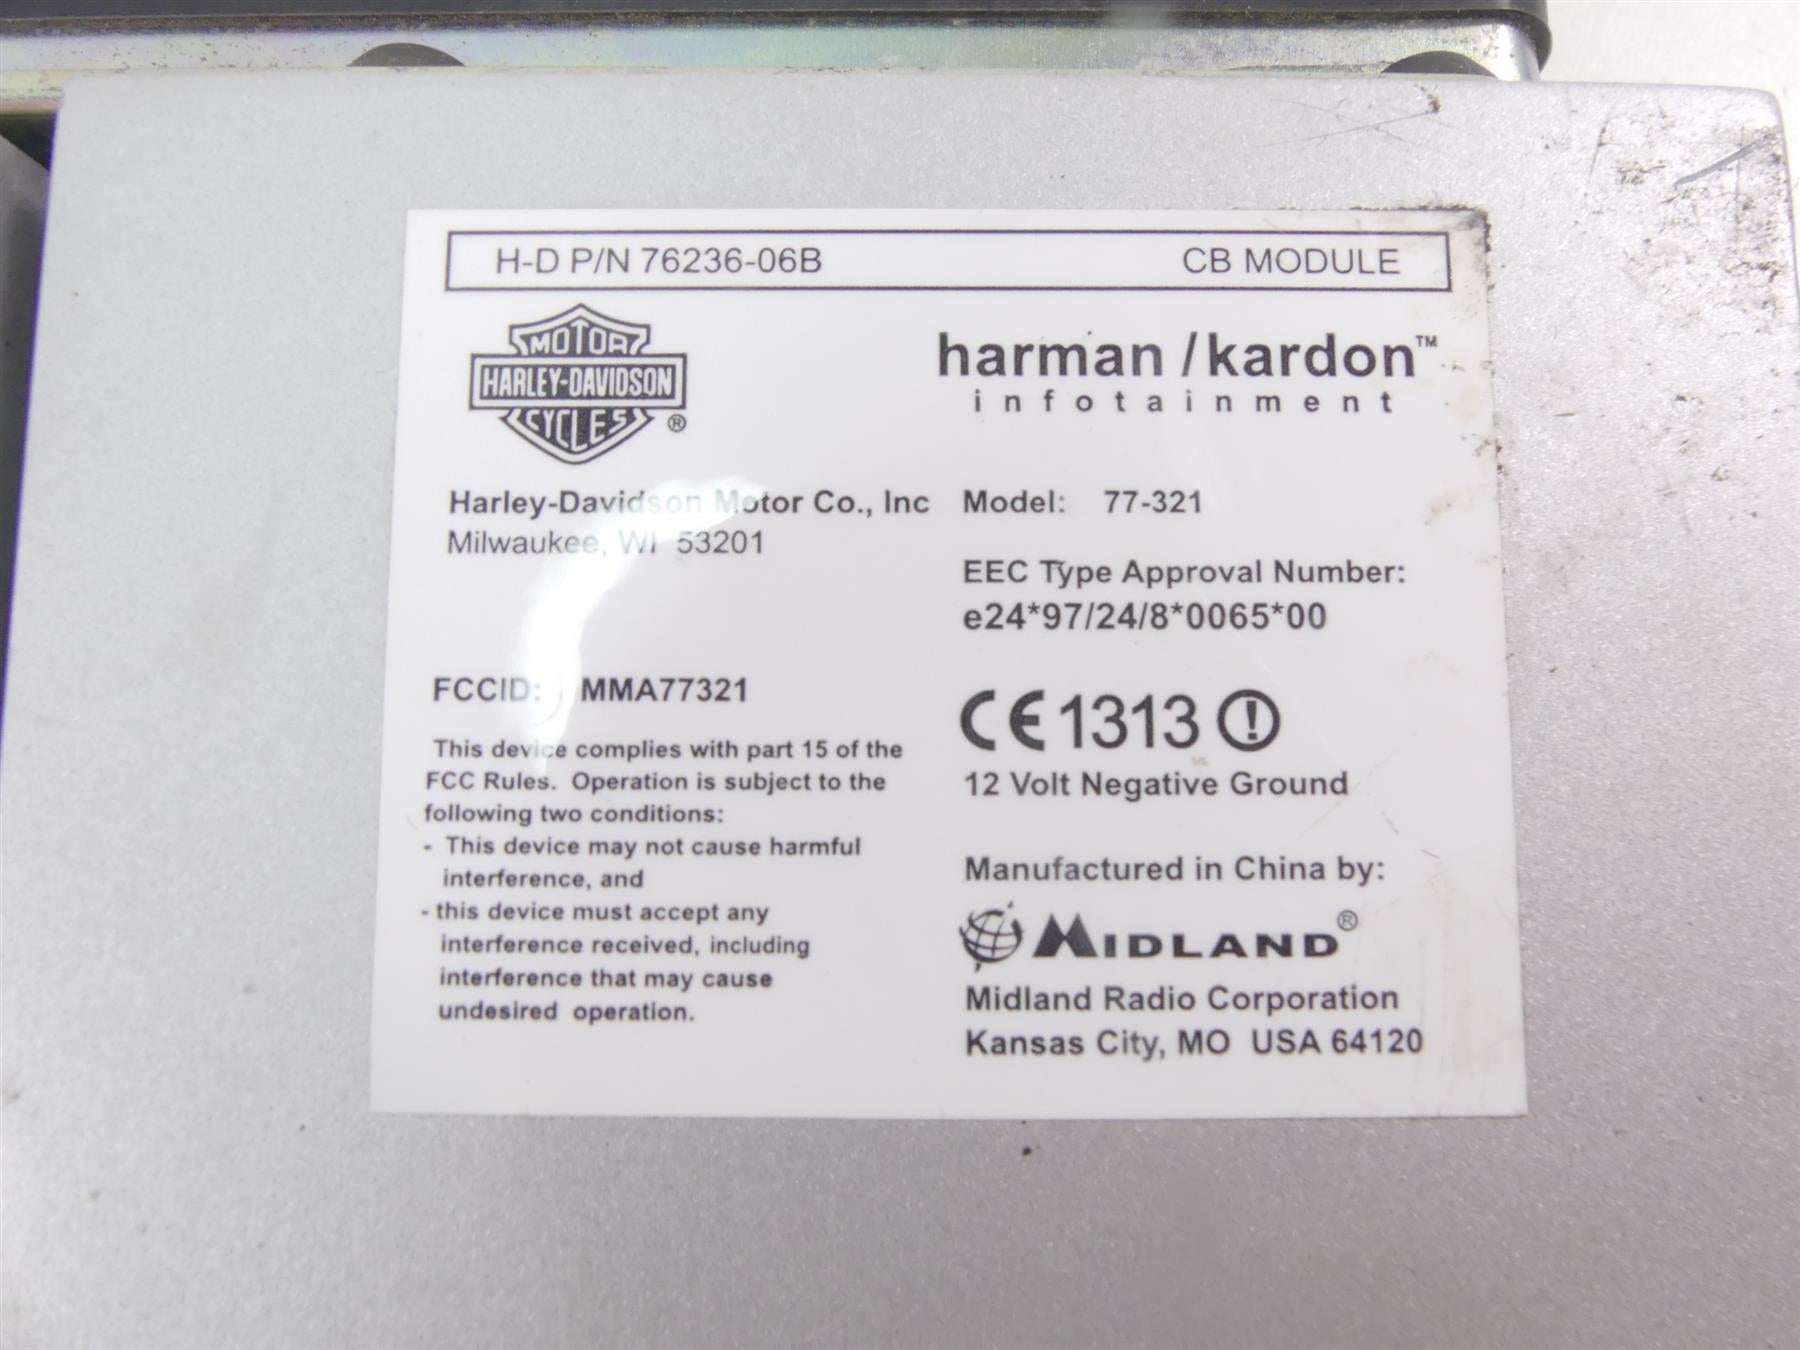 H-D P/N 76236-06B CB MODULE
MOTOR
HARLEY-DAVIDSON
CYCLES ®
harman/kardon™
infotainment
Harley-Davidson Motor Co., Inc
Milwaukee, WI 53201
FCCID: MMA77321
This device complies with part 15 of the
FCC Rules. Operation is subject to the
following two conditions:
- This device may not cause harmful
interference, and
- this device must accept any
interference received, including
interference that may cause
undesired operation.
Model: 77-321
EEC Type Approval Number:
e24*97/24/8*0065*00
CE1313
12 Volt Negative Ground
Manufactured in China by:
MIDLAND®
Midland Radio Corporation
Kansas City, MO USA 64120